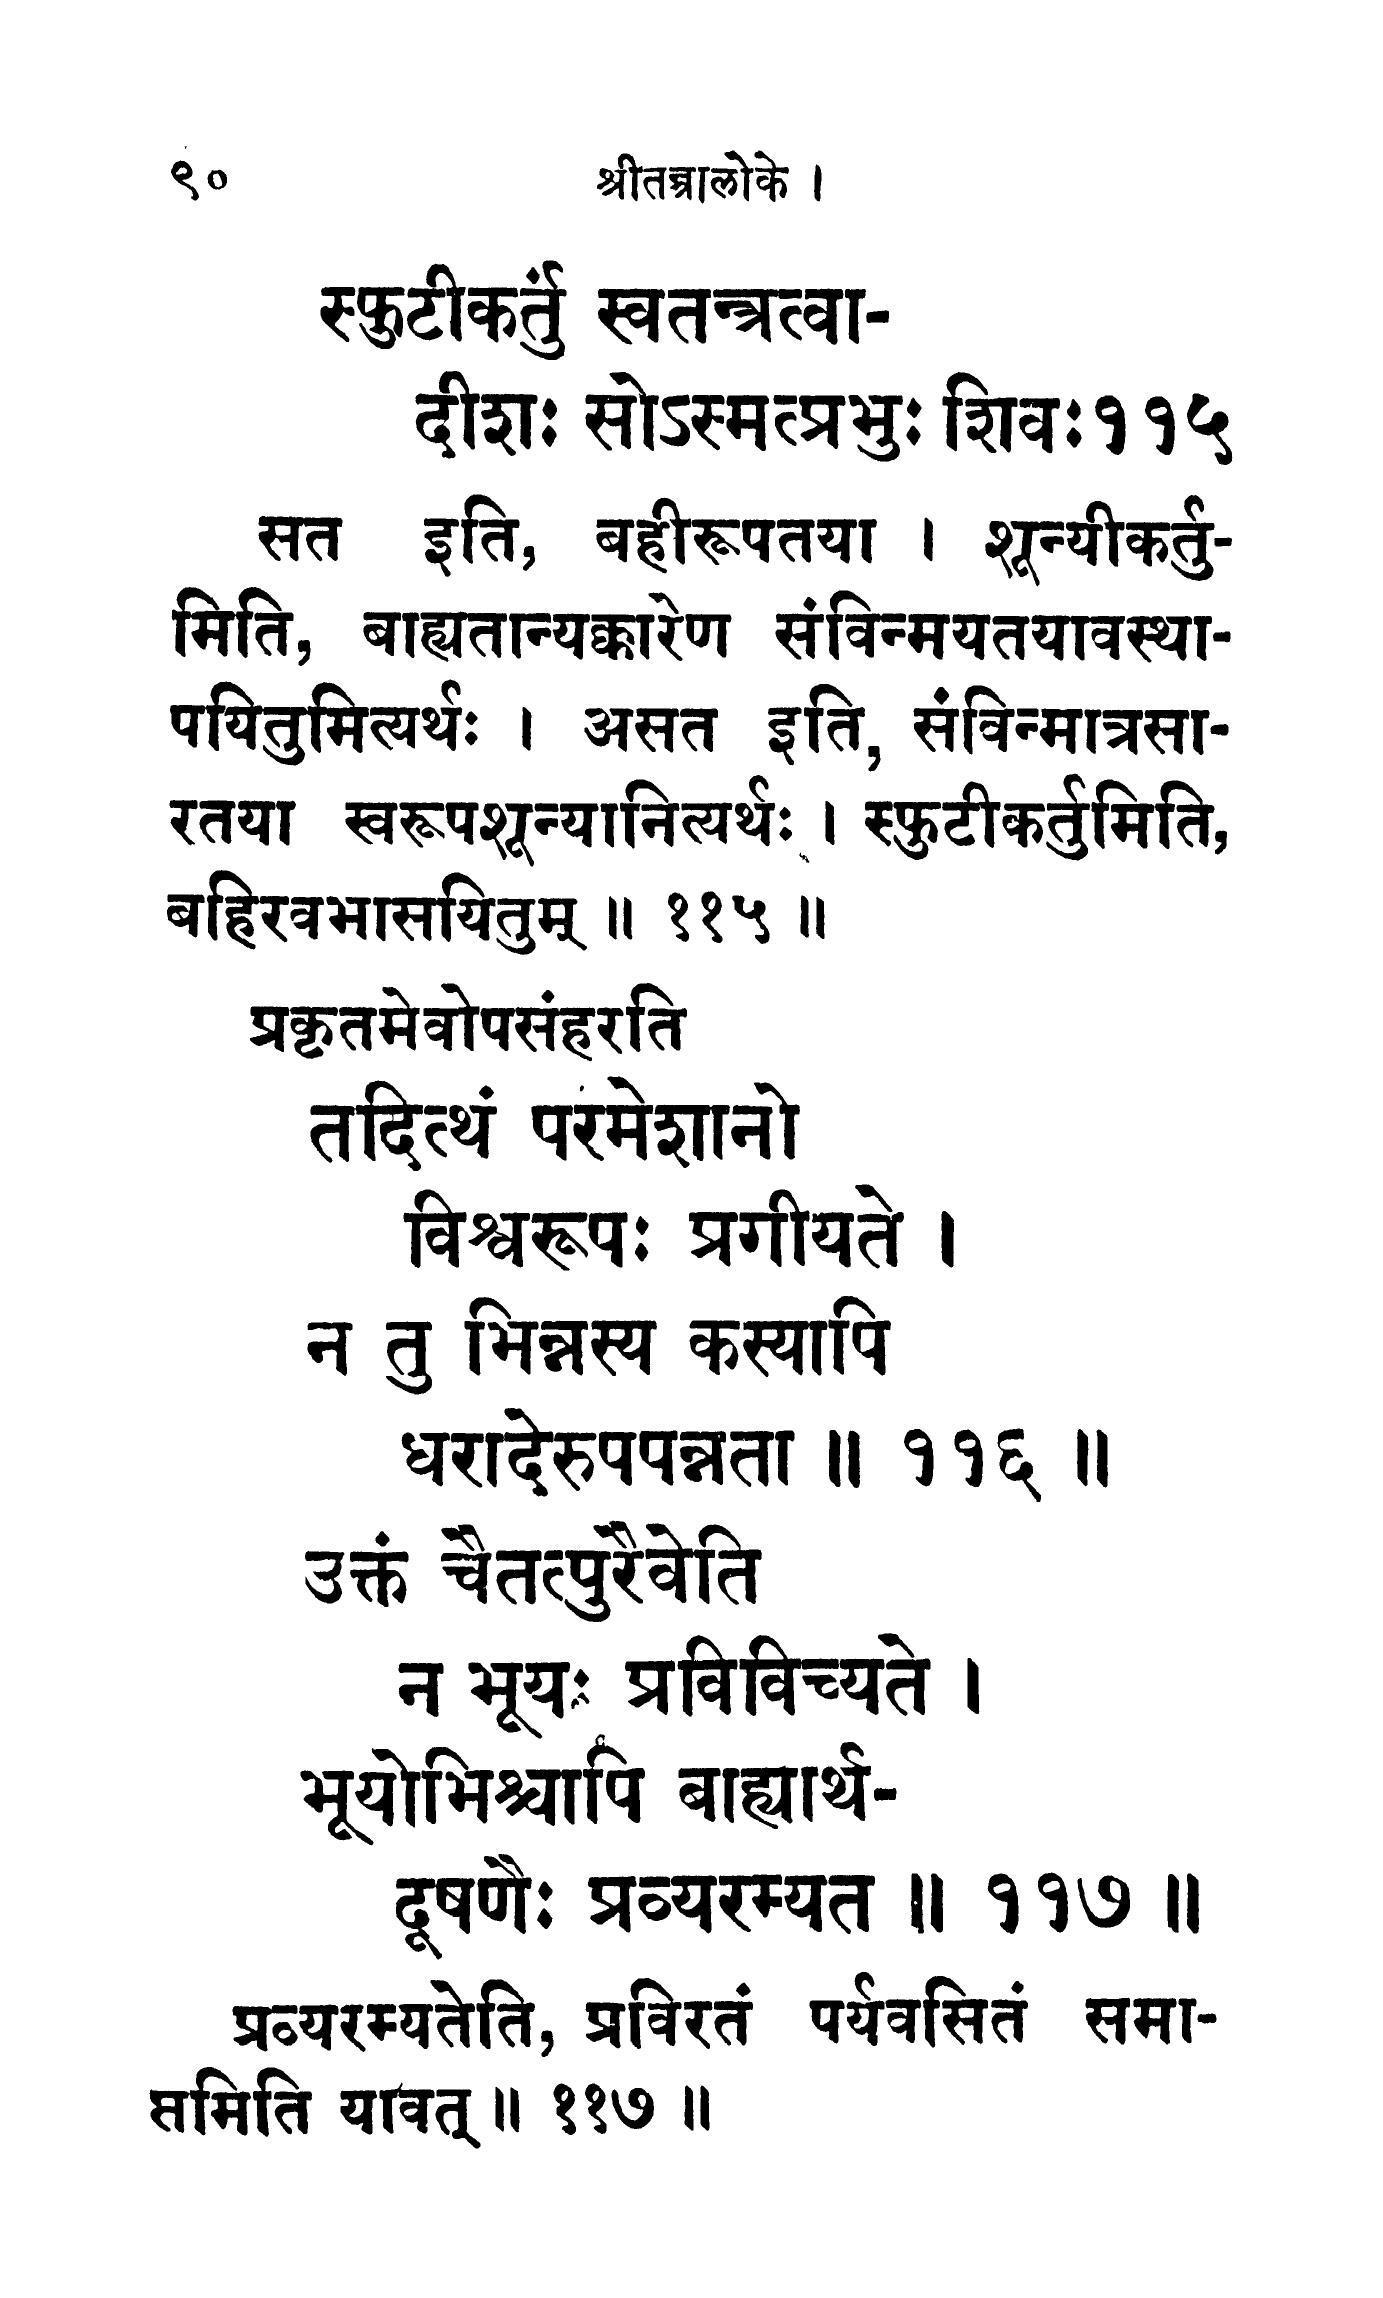 ९० श्रीतन्त्रालोके ।
स्फुटीकर्तुं स्वतन्त्रत्वा-
दीशः सोऽस्मत्प्रभुः शिवः११५
सत इति, बहीरूपतया । शून्यीकर्तु-
मिति, बाह्यतान्यक्कारेण संविन्मयतयावस्था-
पयितुमित्यर्थः । असत इति, संविन्मात्रसा-
रतया स्वरूपशून्यानित्यर्थः । स्फुटीकर्तुमिति,
बहिरवभासयितुम् ॥ ११५ ॥
प्रकृतमेवोपसंहरति
तदित्थं परमेशानो
विश्वरूपः प्रगीयते ।
न तु भिन्नस्य कस्यापि
धरादेरुपपन्नता ॥ ११६ ॥
उक्तं चैतत्पुरैवेति
न भूयः प्रविविच्यते ।
भूयोभिश्चापि बाह्यार्थ-
दूषणैः प्रव्यरम्यत ॥ ११७ ॥
प्रव्यरम्यतेति, प्रविरतं पर्यवसितं समा-
प्तमिति यावत् ॥ ११७ ॥